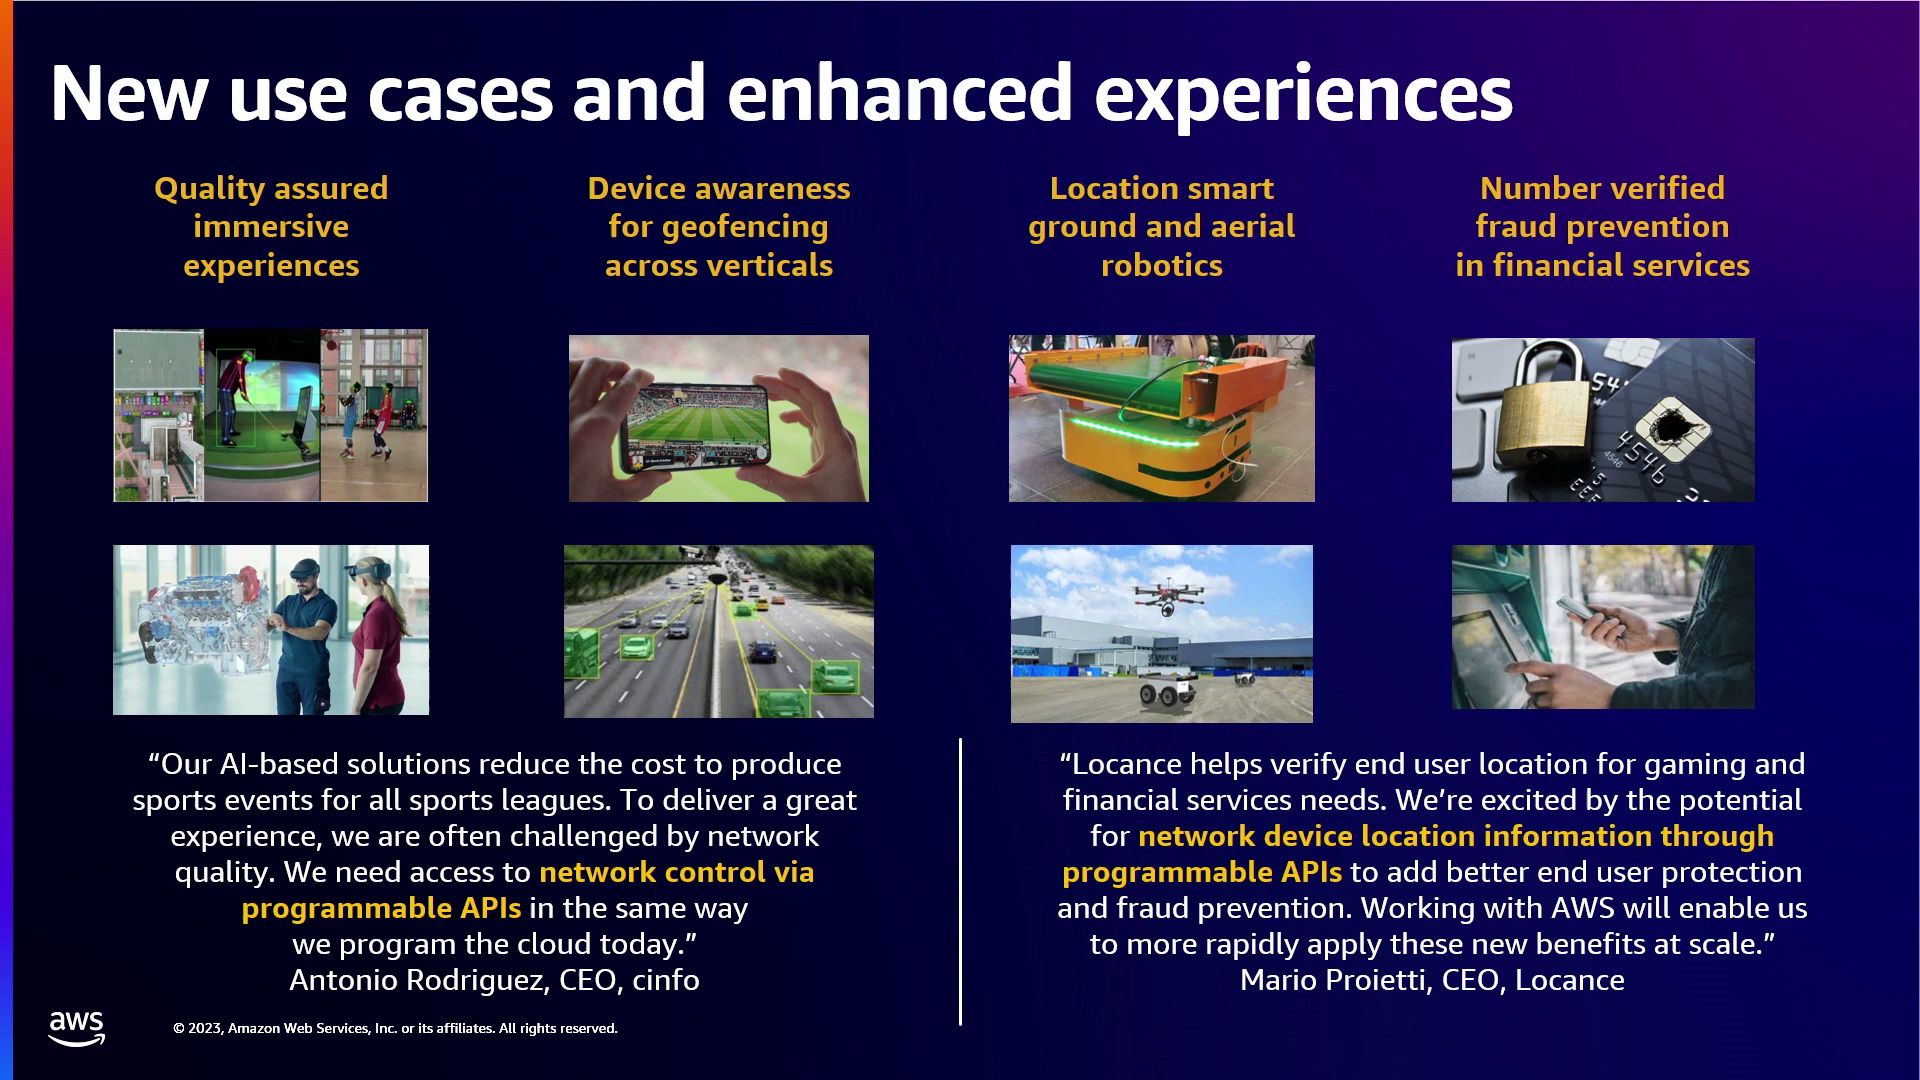 New use cases and enhanced experiences
Quality assured
immersive
experiences
Device awareness
for geofencing
across verticals
Location smart
ground and aerial
robotics
Number verified
fraud prevention
in financial services
4546
4546
“Our AI-based solutions reduce the cost to produce
sports events for all sports leagues. To deliver a great
experience, we are often challenged by network
quality. We need access to network control via
programmable APIs in the same way
we program the cloud today.”
Antonio Rodriguez, CEO, cinfo
“Locance helps verify end user location for gaming and
financial services needs. We’re excited by the potential
for network device location information through
programmable APIs to add better end user protection
and fraud prevention. Working with AWS will enable us
to more rapidly apply these new benefits at scale.”
Mario Proietti, CEO, Locance
aws
© 2023, Amazon Web Services, Inc. or its affiliates. All rights reserved.